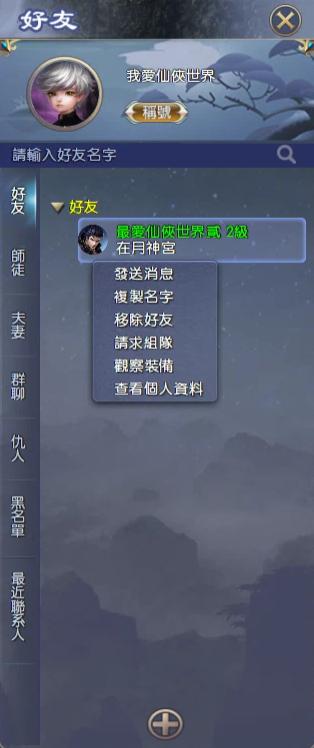 好友
我愛仙俠世界
稱號
請輸入好友名字
好友
師徒
夫妻
群聊
仇人
黑名單
最近聯系人
好友
最愛仙俠世界貳 2級
在月神宮
發送消息
複製名字
移除好友
請求組隊
觀察裝備
查看個人資料